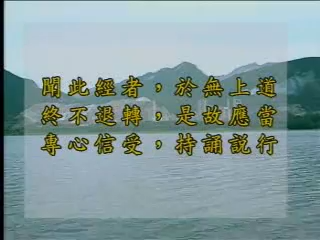 聞此經者，於無上道
終不退轉，是故應當
專心信受，持誦說行